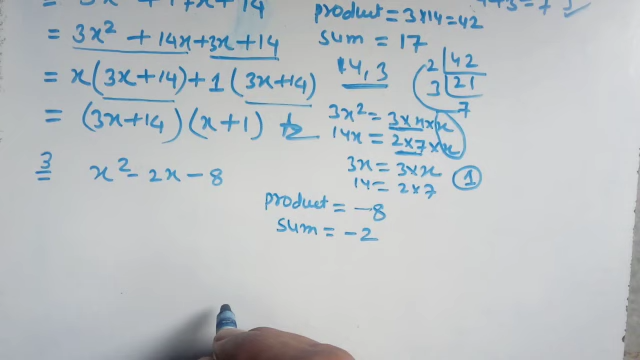 product = 3×14 = 42
sum = 17
= 3x² + 14x + 3x + 14
14, 3
2 42
3 21
7
= x(3x+14) + 1(3x+14)
= (3x+14)(x+1)
3x² = 3×x×x
14x = 2×7×x
3x = 3×x
14 = 2×7
1
3 x² - 2x - 8
product = -8
sum = -2